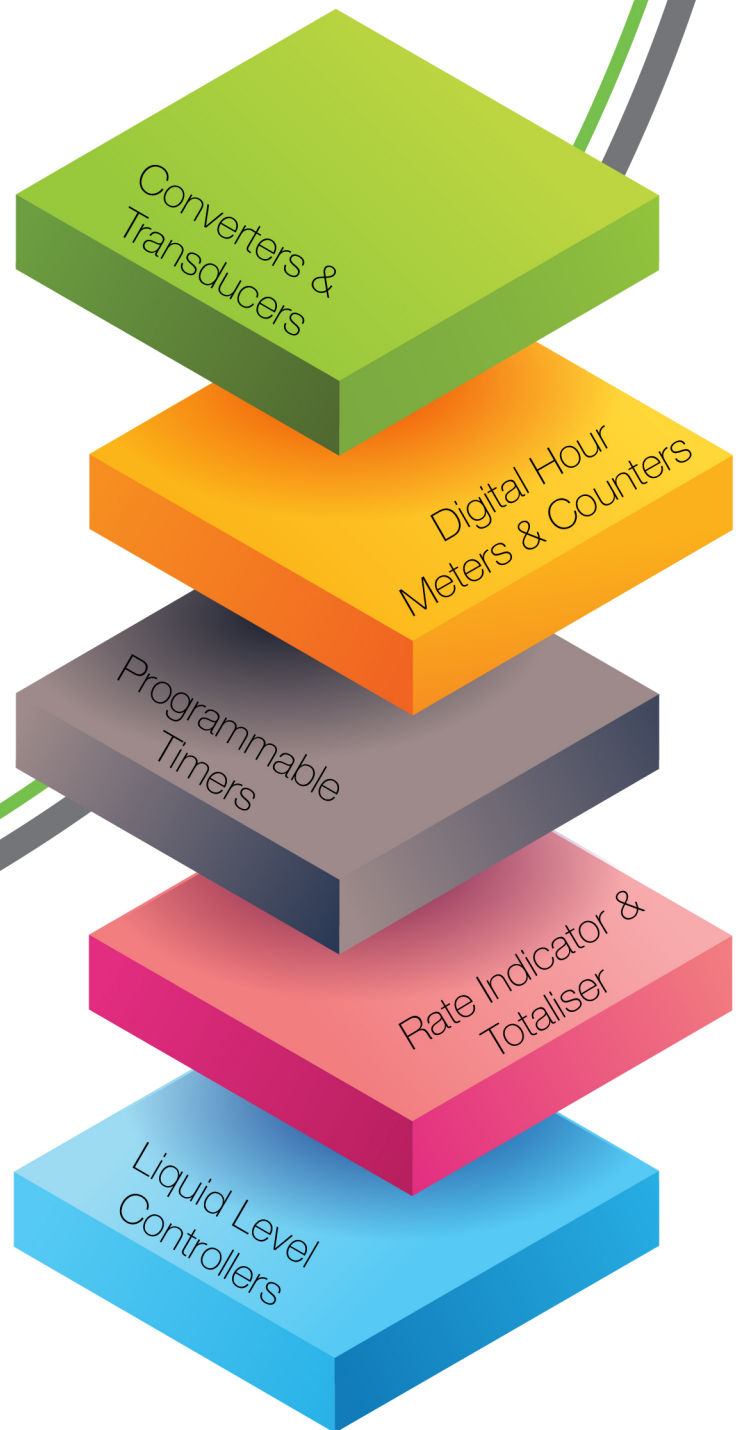 Converters &
Transducers
Digital Hour
Meters & Counters
Programmable
Timers
Rate Indicator &
Totaliser
Liquid Level
Controllers